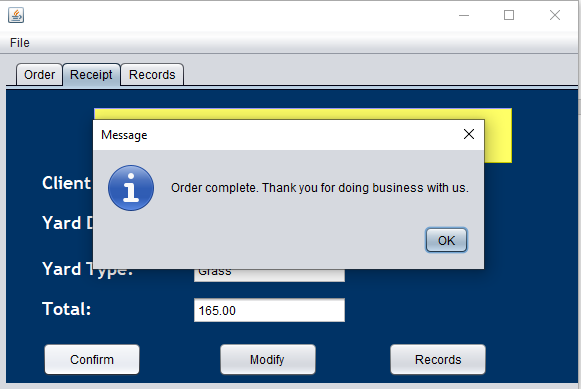 File
Order Receipt Records
Message
Order complete. Thank you for doing business with us.
OK
Client
Yard D
Yard Type:
Grass
Total:
165.00
Confirm Modify Records